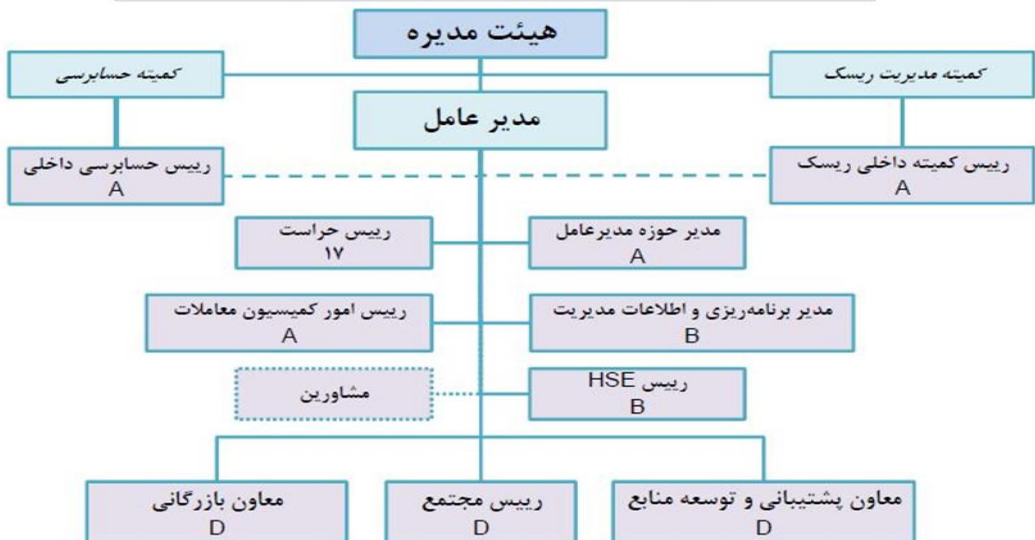 هیئت مدیره
کمیته مدیریت ریسک
کمیته حسابرسی
مدیر عامل
رییس کمیته داخلی ریسک
A
رییس حسابرسی داخلی
A
مدیر حوزه مدیرعامل
A
رییس حراست
۱۷
مدیر برنامه‌ریزی و اطلاعات مدیریت
B
رییس امور کمیسیون معاملات
A
رییس HSE
B
مشاورین
معاون پشتیبانی و توسعه منابع
D
رییس مجتمع
D
معاون بازرگانی
D